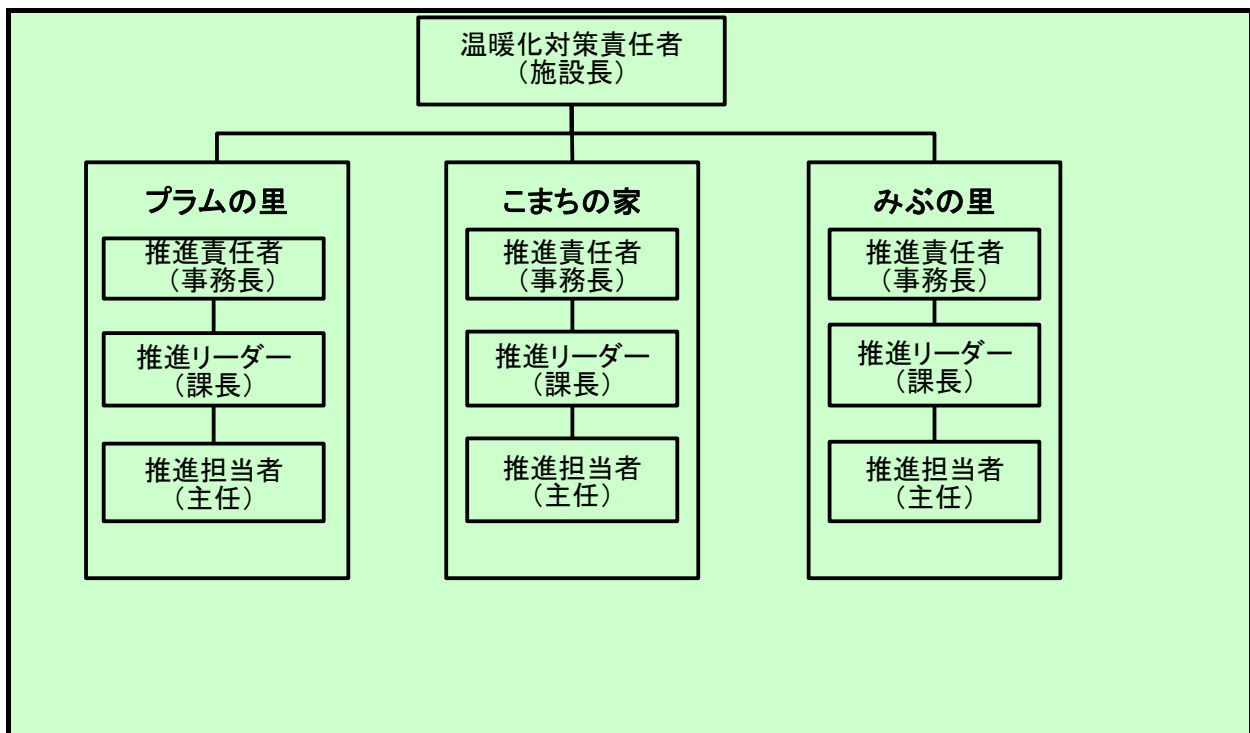 温暖化対策責任者
（施設長）
プラムの里
推進責任者
（事務長）
推進リーダー
（課長）
推進担当者
（主任）
こまちの家
推進責任者
（事務長）
推進リーダー
（課長）
推進担当者
（主任）
みぶの里
推進責任者
（事務長）
推進リーダー
（課長）
推進担当者
（主任）